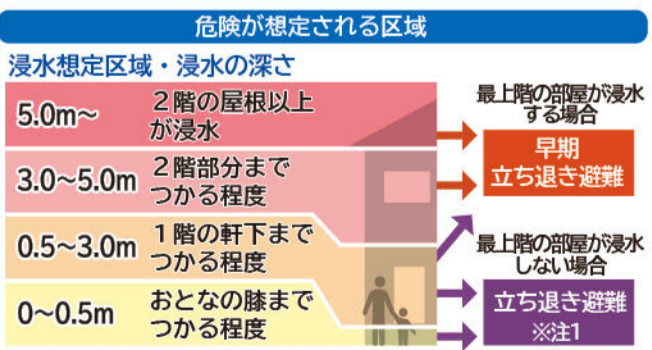 危険が想定される区域
浸水想定区域・浸水の深さ
5.0m～
２階の屋根以上
が浸水
3.0～5.0m
２階部分まで
つかる程度
0.5～3.0m
１階の軒下まで
つかる程度
0～0.5m
おとなの膝まで
つかる程度
最上階の部屋が浸水
する場合
早期
立ち退き避難
最上階の部屋が浸水
しない場合
立ち退き避難
※注1